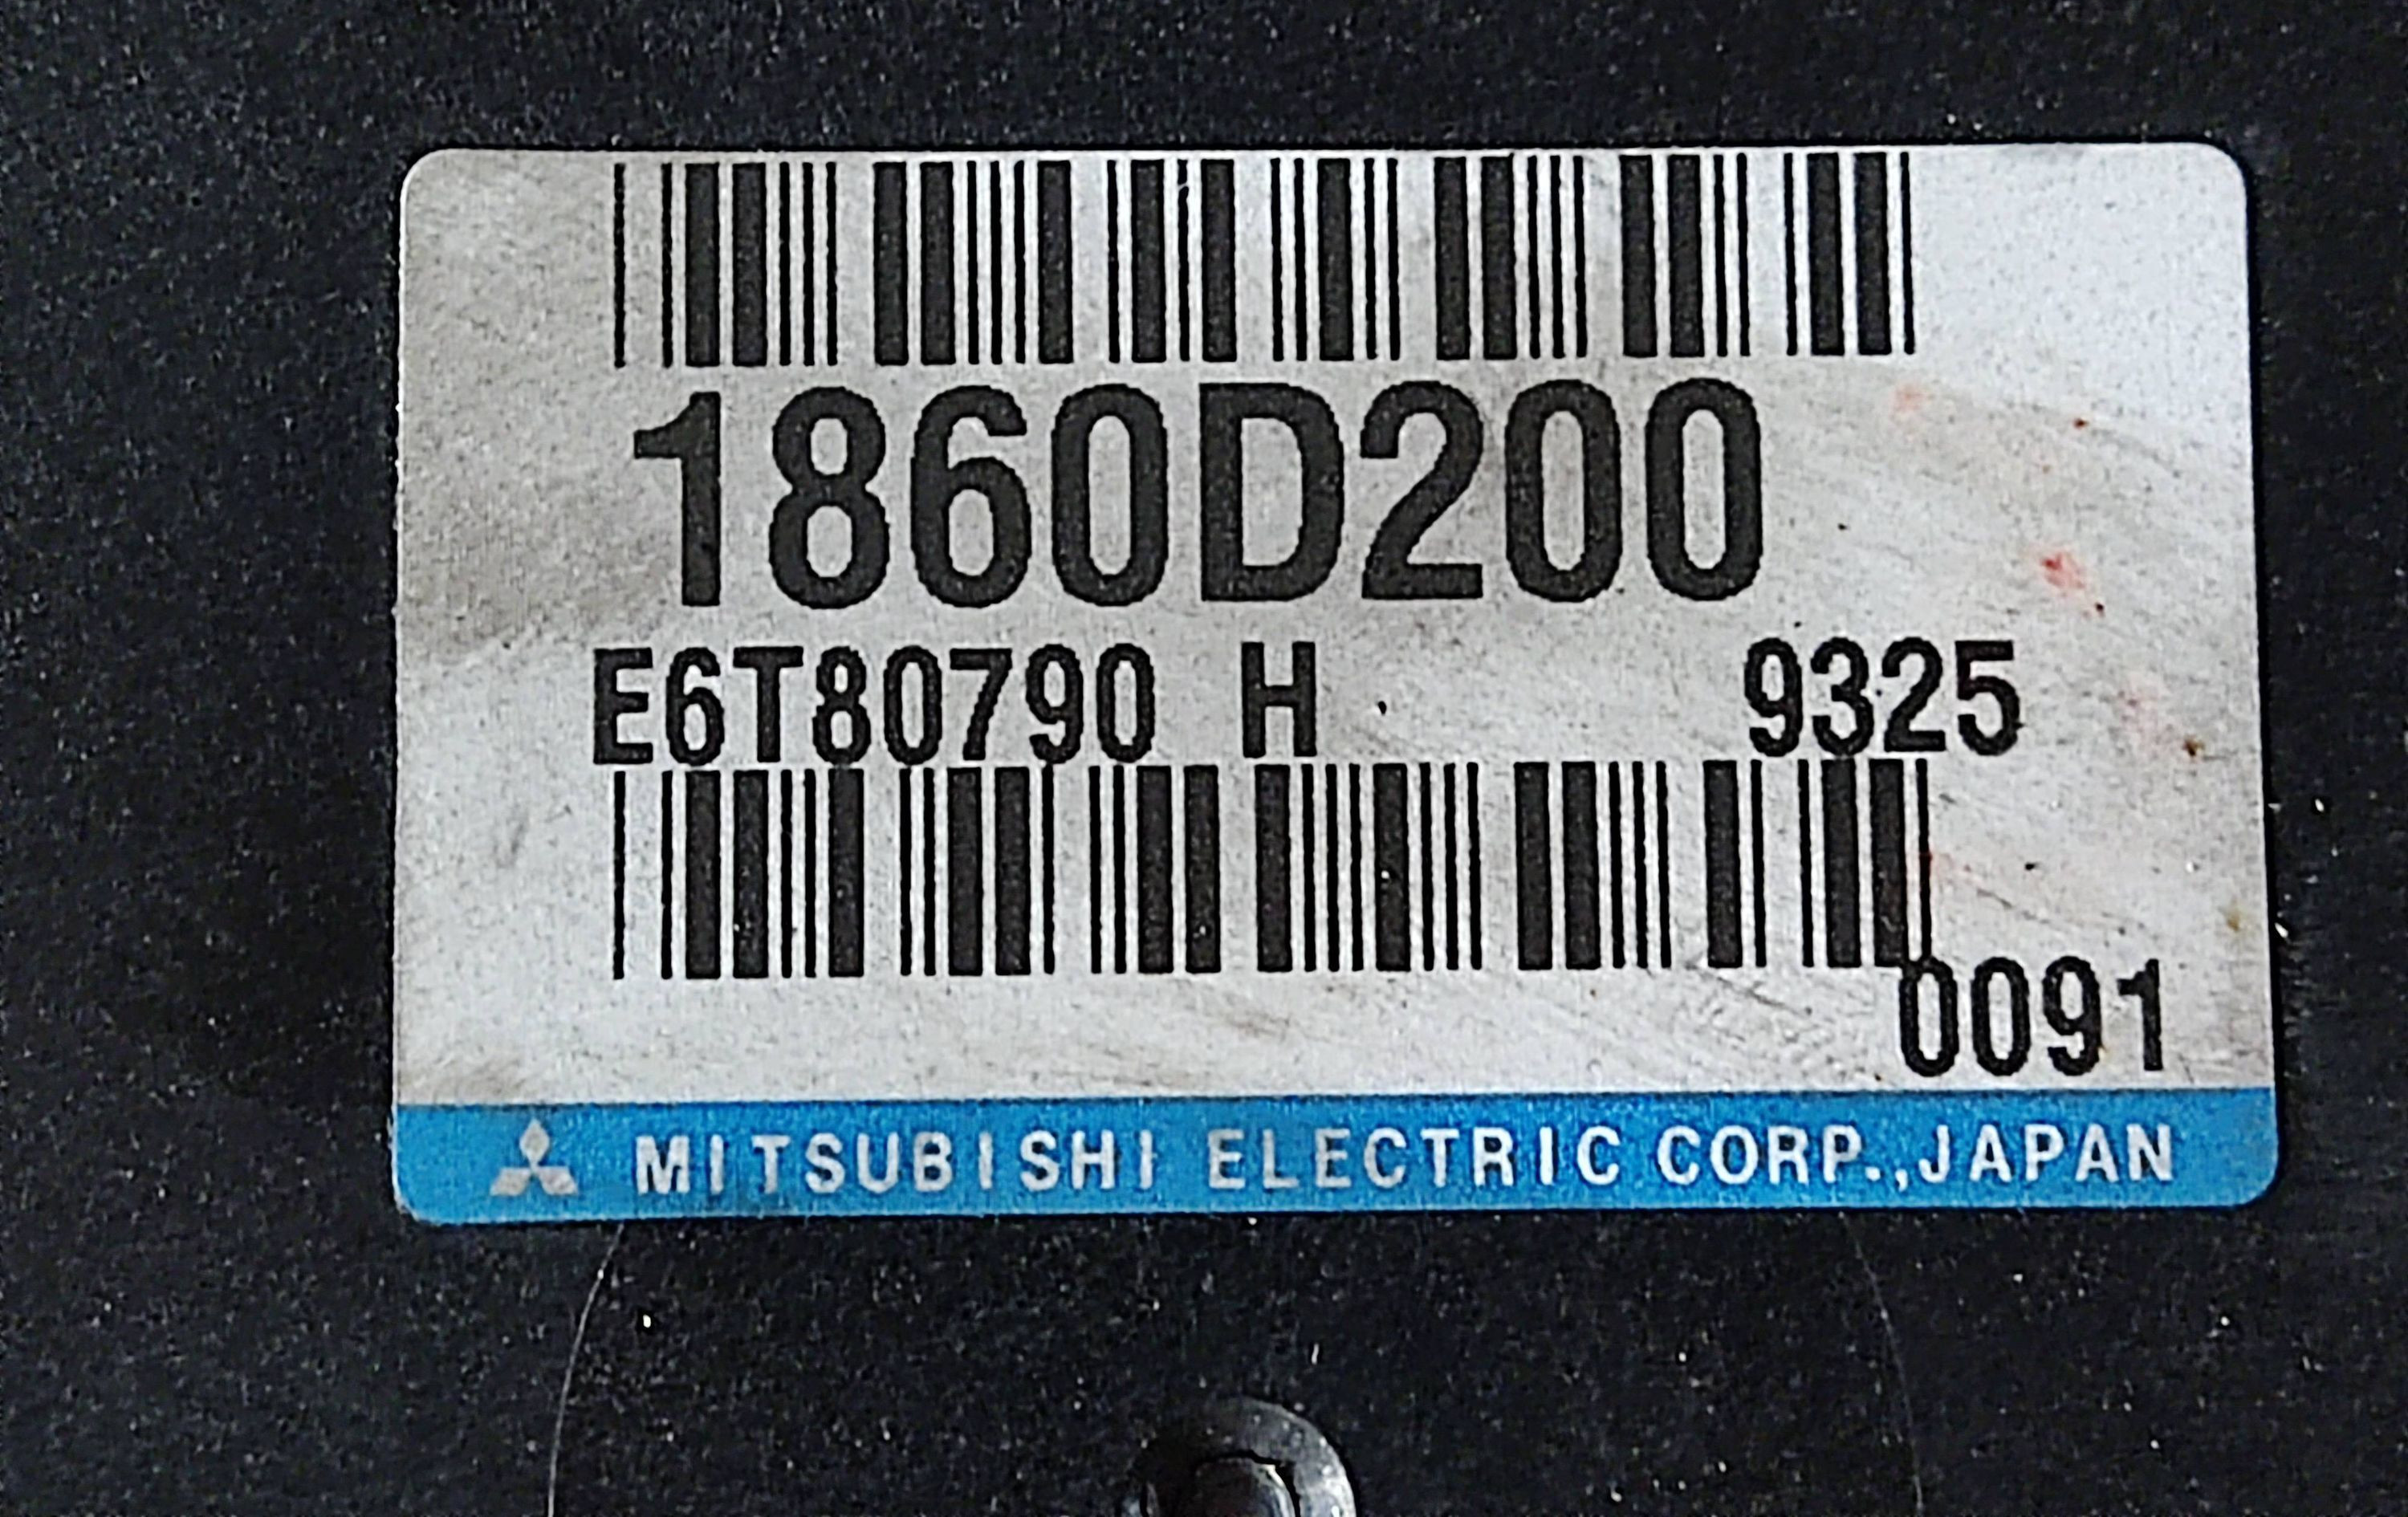 1860D200
E6T80790 H 9325
0091
MITSUBISHI ELECTRIC CORP.,JAPAN